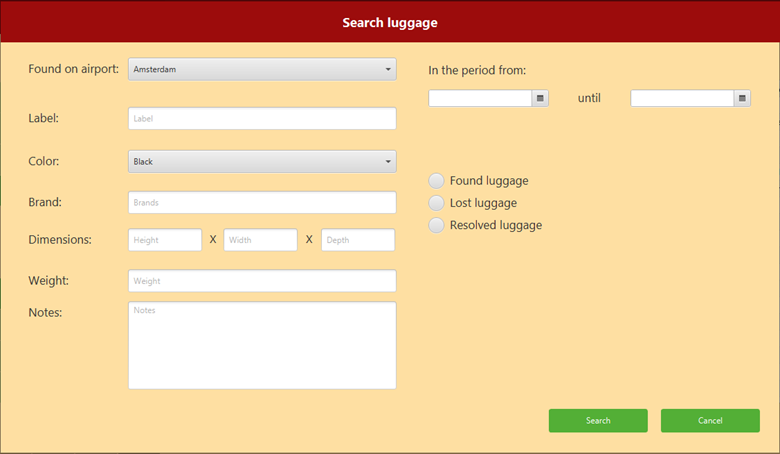 Search luggage
Found on airport: Amsterdam
In the period from:
until
Label: Label
Color: Black
Found luggage
Lost luggage
Resolved luggage
Brand: Brands
Dimensions: Height X Width X Depth
Weight: Weight
Notes: Notes
Search Cancel